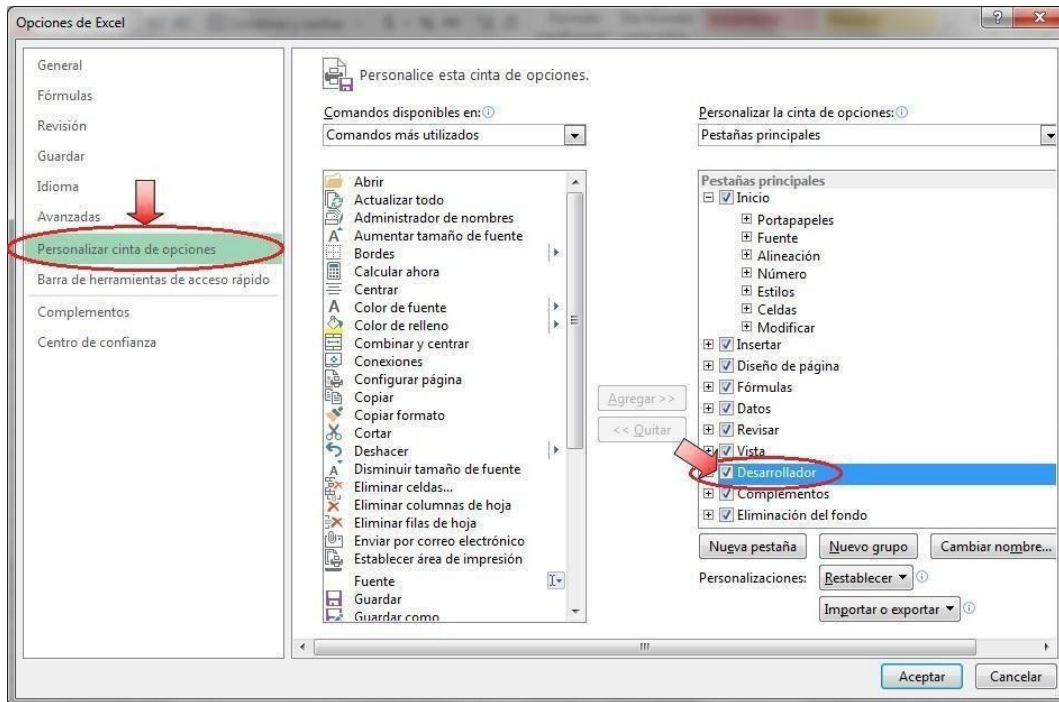 Opciones de Excel
General
Fórmulas
Revisión
Guardar
Idioma
Avanzadas
Personalizar cinta de opciones
Barra de herramientas de acceso rápido
Complementos
Centro de confianza
Personalice esta cinta de opciones.
Comandos disponibles en:
Comandos más utilizados
Abrir
Actualizar todo
Administrador de nombres
Aumentar tamaño de fuente
Bordes
Calcular ahora
Centrar
Color de fuente
Color de relleno
Combinar y centrar
Conexiones
Configurar página
Copiar
Copiar formato
Cortar
Deshacer
Disminuir tamaño de fuente
Eliminar celdas...
Eliminar columnas de hoja
Eliminar filas de hoja
Enviar por correo electrónico
Establecer área de impresión
Fuente
Guardar
Guardar como
Agregar >>
<< Quitar
Personalizar la cinta de opciones:
Pestañas principales
Pestañas principales
Inicio
Portapapeles
Fuente
Alineación
Número
Estilos
Celdas
Modificar
Insertar
Diseño de página
Fórmulas
Datos
Revisar
Vista
Desarrollador
Complementos
Eliminación del fondo
Nueva pestaña
Nuevo grupo
Cambiar nombre...
Personalizaciones:
Restablecer
Importar o exportar
Aceptar
Cancelar